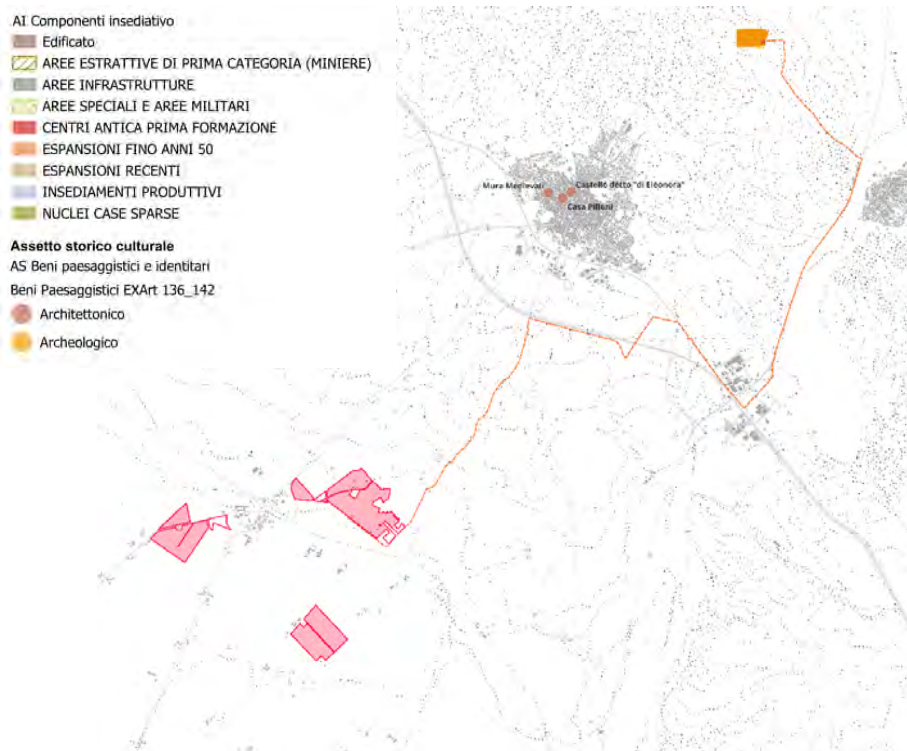 AI Componenti insediativo
Edificato
AREE ESTRATTIVE DI PRIMA CATEGORIA (MINIERE)
AREE INFRASTRUTTURE
AREE SPECIALI E AREE MILITARI
CENTRI ANTICA PRIMA FORMAZIONE
ESPANSIONI FINO ANNI 50
ESPANSIONI RECENTI
INSEDIAMENTI PRODUTTIVI
NUCLEI CASE SPARSE
Assetto storico culturale
AS Beni paesaggistici e identitari
Beni Paesaggistici EXArt 136_142
Architettonico
Archeologico
Mura Medievali
Castello detto "di Eleonora"
Casa Pilloni